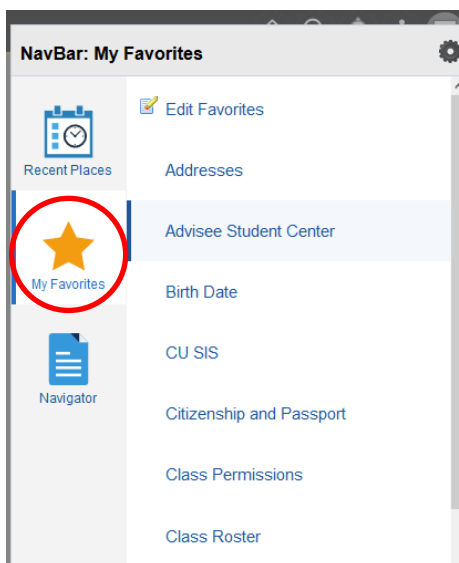 NavBar: My Favorites
Recent Places
My Favorites
Navigator
Edit Favorites
Addresses
Advisee Student Center
Birth Date
CU SIS
Citizenship and Passport
Class Permissions
Class Roster